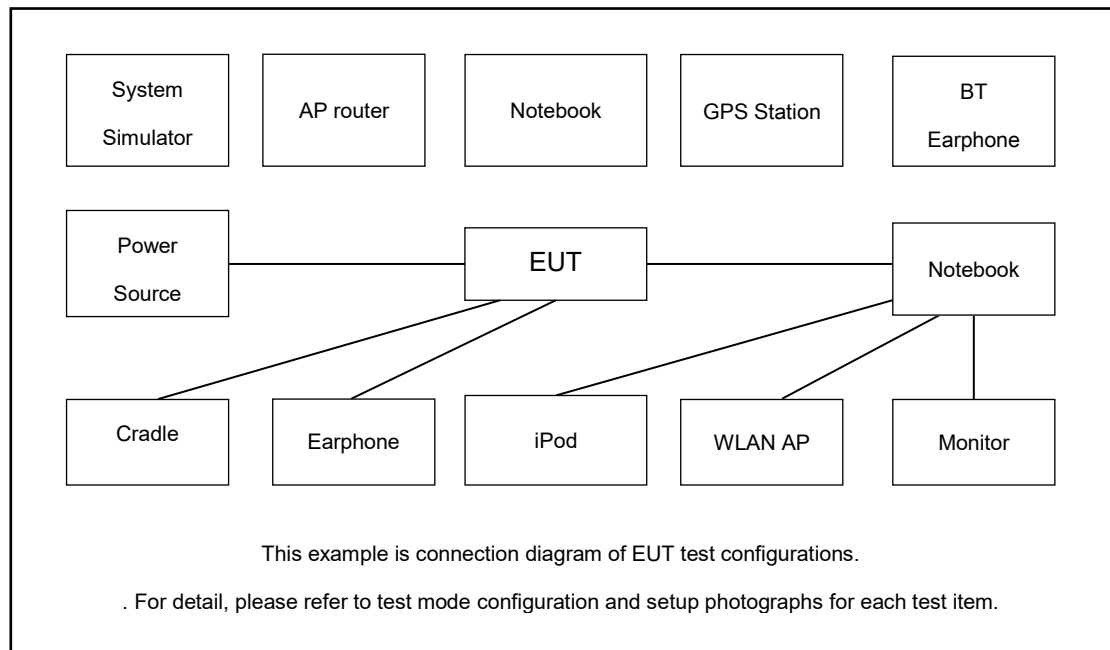 System
Simulator
AP router
Notebook
GPS Station
BT
Earphone
Power
Source
EUT
Notebook
Cradle
Earphone
iPod
WLAN AP
Monitor
This example is connection diagram of EUT test configurations.
. For detail, please refer to test mode configuration and setup photographs for each test item.